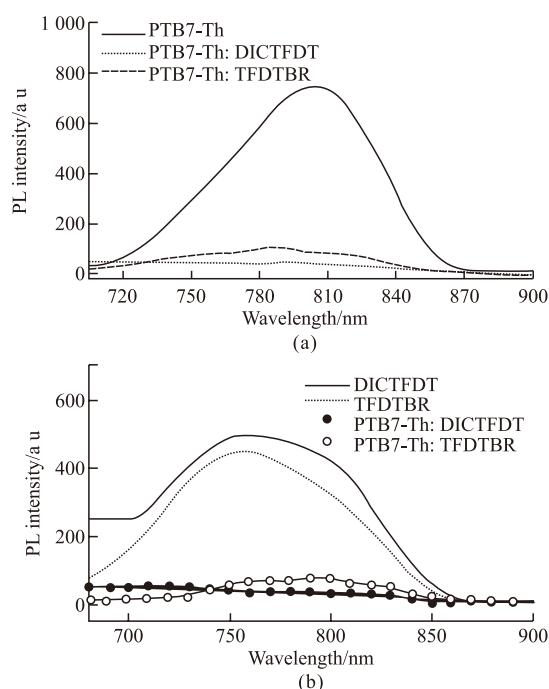 1 000
800
600
400
200
0
PL intensity/a u
PTB7-Th
PTB7-Th: DICTFDT
PTB7-Th: TFDTBR
720 750 780 810 840 870 900
Wavelength/nm
(a)
600
400
200
0
PL intensity/a u
DICTFDT
TFDTBR
PTB7-Th: DICTFDT
PTB7-Th: TFDTBR
700 750 800 850 900
Wavelength/nm
(b)